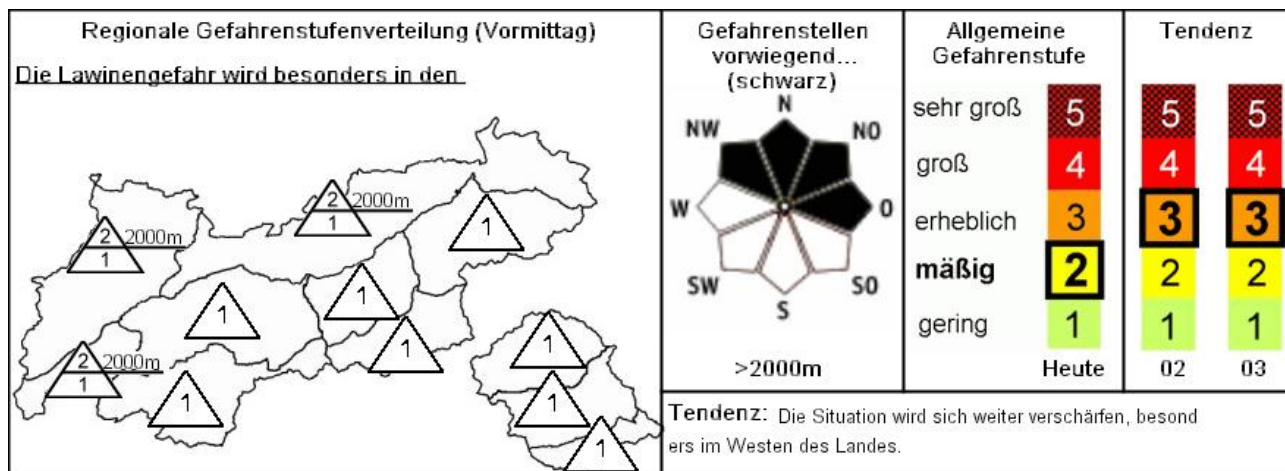 Regionale Gefahrenstufenverteilung (Vormittag)
Die Lawinengefahr wird besonders in den
2
2000m
1
2
2000m
1
1
1
1
1
1
2
2000m
1
1
1
1
Gefahrenstellen
vorwiegend...
(schwarz)
N
NW
NO
W
O
SW
SO
S
>2000m
Allgemeine
Gefahrenstufe
sehr groß
5
groß
4
erheblich
3
mäßig
2
gering
1
Heute
Tendenz
5 5
4 4
3 3
2 2
1 1
02 03
Tendenz: Die Situation wird sich weiter verschärfen, besond
ers im Westen des Landes.